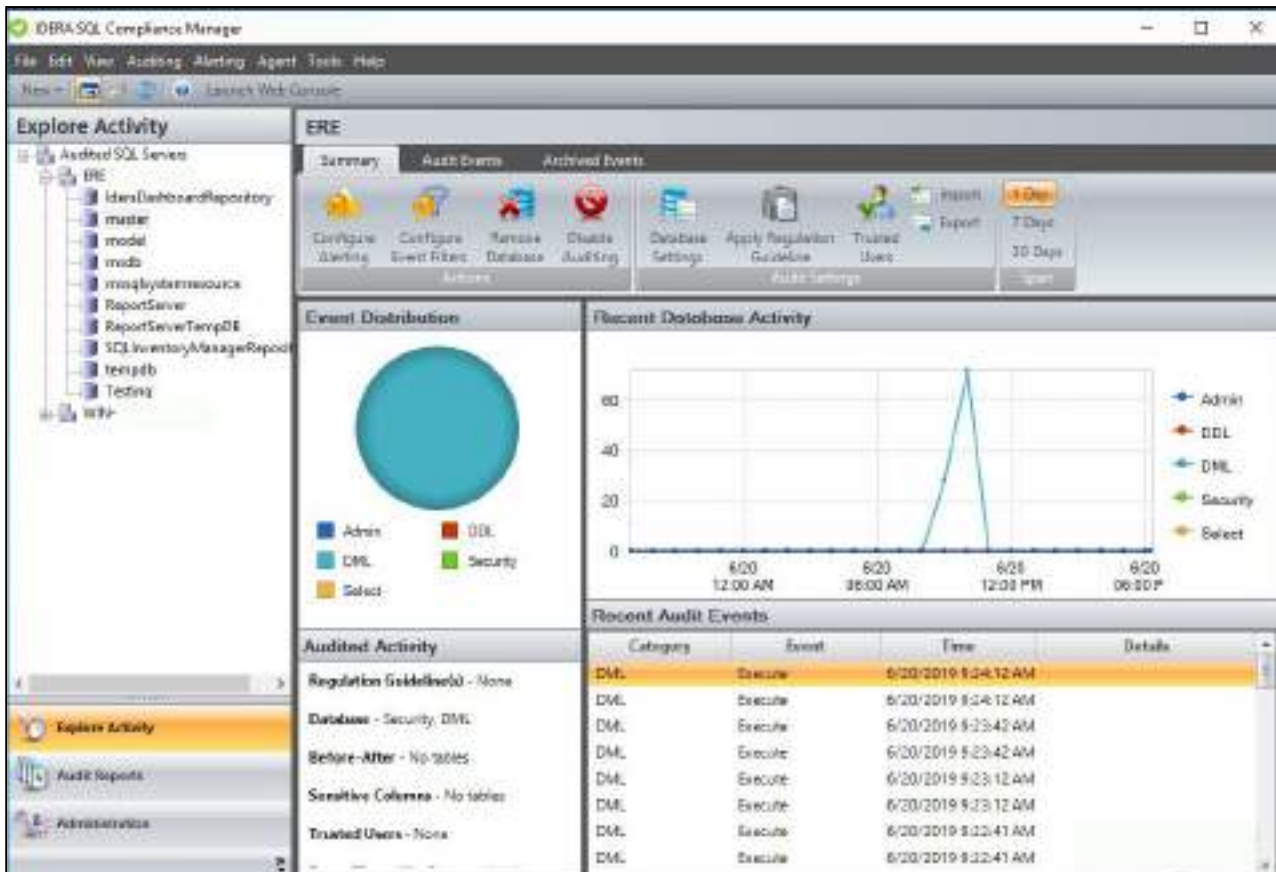 IDERA SQL Compliance Manager
File Edit View Auditing Alerting Agent Tools Help
New Launch Web Console
Explore Activity
Audited SQL Servers
ERE
IderaDashboardRepository
master
model
msdb
mssqlsystemresource
ReportServer
ReportServerTempDB
SQLInventoryManagerReposit
tempdb
Testing
WIN-
Explore Activity
Audit Reports
Administration
ERE
Summary Audit Events Archived Events
Configure Alerting
Configure Event Filters
Remove Database
Disable Auditing
Actions
Database Settings
Apply Regulation Guideline
Trusted Users
Import
Export
Audit Settings
1 Day
7 Days
30 Days
Span
Event Distribution
Admin DDL
DML Security
Select
Recent Database Activity
60
40
20
0
6/20 12:00 AM
6/20 06:00 AM
6/20 12:00 PM
6/20 06:00 P
Admin
DDL
DML
Security
Select
Audited Activity
Regulation Guideline(s) - None
Database - Security, DML
Before-After - No tables
Sensitive Columns - No tables
Trusted Users - None
Recent Audit Events
Category Event Time Details
DML Execute 6/20/2019 9:24:12 AM
DML Execute 6/20/2019 9:24:12 AM
DML Execute 6/20/2019 9:23:42 AM
DML Execute 6/20/2019 9:23:42 AM
DML Execute 6/20/2019 9:23:12 AM
DML Execute 6/20/2019 9:23:12 AM
DML Execute 6/20/2019 9:22:41 AM
DML Execute 6/20/2019 9:22:41 AM